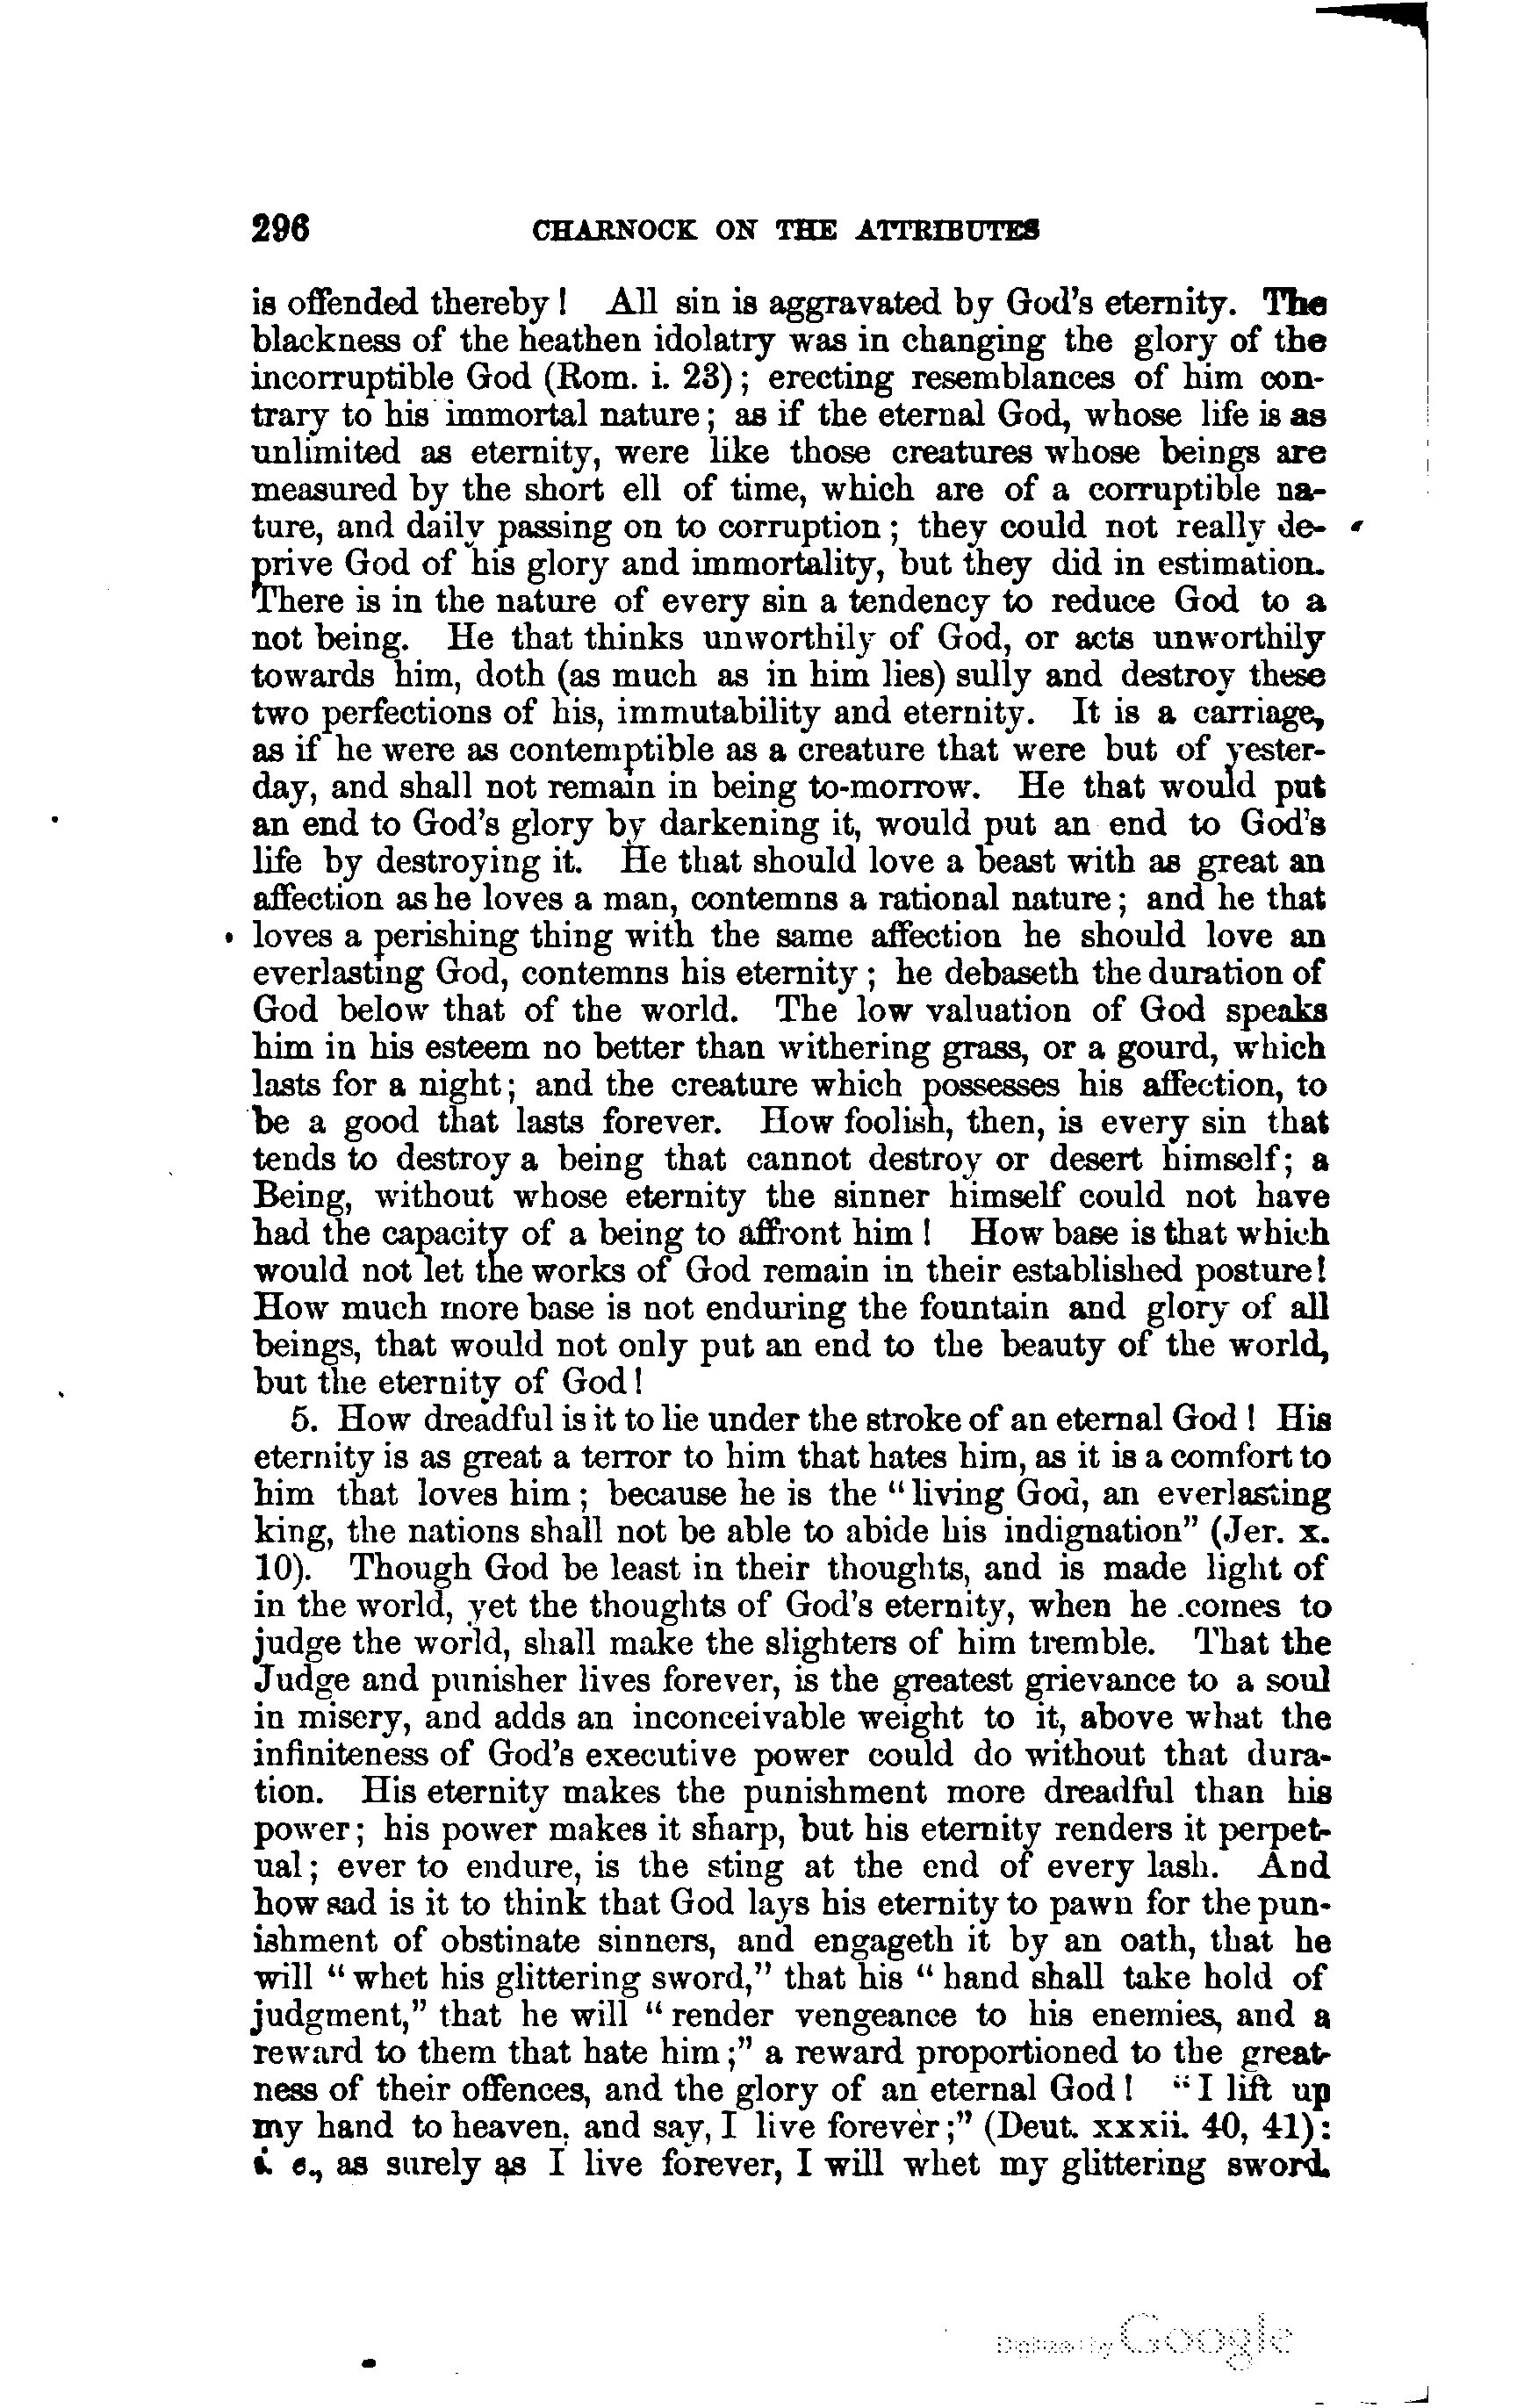 296 CHARNOCK ON THE ATTRIBUTES
is offended thereby! All sin is aggravated by God's eternity. The
blackness of the heathen idolatry was in changing the glory of the
incorruptible God (Rom. i. 23); erecting resemblances of him con-
trary to his immortal nature; as if the eternal God, whose life is as
unlimited as eternity, were like those creatures whose beings are
measured by the short ell of time, which are of a corruptible na-
ture, and daily passing on to corruption; they could not really de-
prive God of his glory and immortality, but they did in estimation.
There is in the nature of every sin a tendency to reduce God to a
not being. He that thinks unworthily of God, or acts unworthily
towards him, doth (as much as in him lies) sully and destroy these
two perfections of his, immutability and eternity. It is a carriage,
as if he were as contemptible as a creature that were but of yester-
day, and shall not remain in being to-morrow. He that would put
an end to God's glory by darkening it, would put an end to God's
life by destroying it. He that should love a beast with as great an
affection as he loves a man, contemns a rational nature; and he that
loves a perishing thing with the same affection he should love an
everlasting God, contemns his eternity; he debaseth the duration of
God below that of the world. The low valuation of God speaks
him in his esteem no better than withering grass, or a gourd, which
lasts for a night; and the creature which possesses his affection, to
be a good that lasts forever. How foolish, then, is every sin that
tends to destroy a being that cannot destroy or desert himself; a
Being, without whose eternity the sinner himself could not have
had the capacity of a being to affront him! How base is that which
would not let the works of God remain in their established posture!
How much more base is not enduring the fountain and glory of all
beings, that would not only put an end to the beauty of the world,
but the eternity of God!
5. How dreadful is it to lie under the stroke of an eternal God! His
eternity is as great a terror to him that hates him, as it is a comfort to
him that loves him; because he is the "living God, an everlasting
king, the nations shall not be able to abide his indignation" (Jer. x.
10). Though God be least in their thoughts, and is made light of
in the world, yet the thoughts of God's eternity, when he comes to
judge the world, shall make the slighters of him tremble. That the
Judge and punisher lives forever, is the greatest grievance to a soul
in misery, and adds an inconceivable weight to it, above what the
infiniteness of God's executive power could do without that dura-
tion. His eternity makes the punishment more dreadful than his
power; his power makes it sharp, but his eternity renders it perpet-
ual; ever to endure, is the sting at the end of every lash. And
how sad is it to think that God lays his eternity to pawn for the pun-
ishment of obstinate sinners, and engageth it by an oath, that he
will "whet his glittering sword," that his "hand shall take hold of
judgment," that he will "render vengeance to his enemies, and a
reward to them that hate him;" a reward proportioned to the great-
ness of their offences, and the glory of an eternal God! "I lift up
my hand to heaven, and say, I live forever;" (Deut. xxxii. 40, 41):
i. e., as surely as I live forever, I will whet my glittering sword.
Digitized by Google